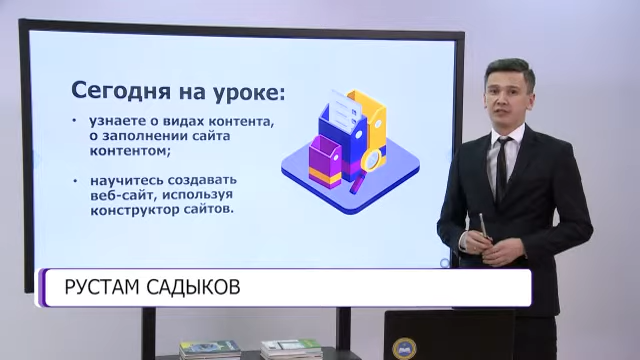 Сегодня на уроке:
• узнаете о видах контента,
о заполнении сайта
контентом;
• научитесь создавать
веб-сайт, используя
конструктор сайтов.
РУСТАМ САДЫКОВ